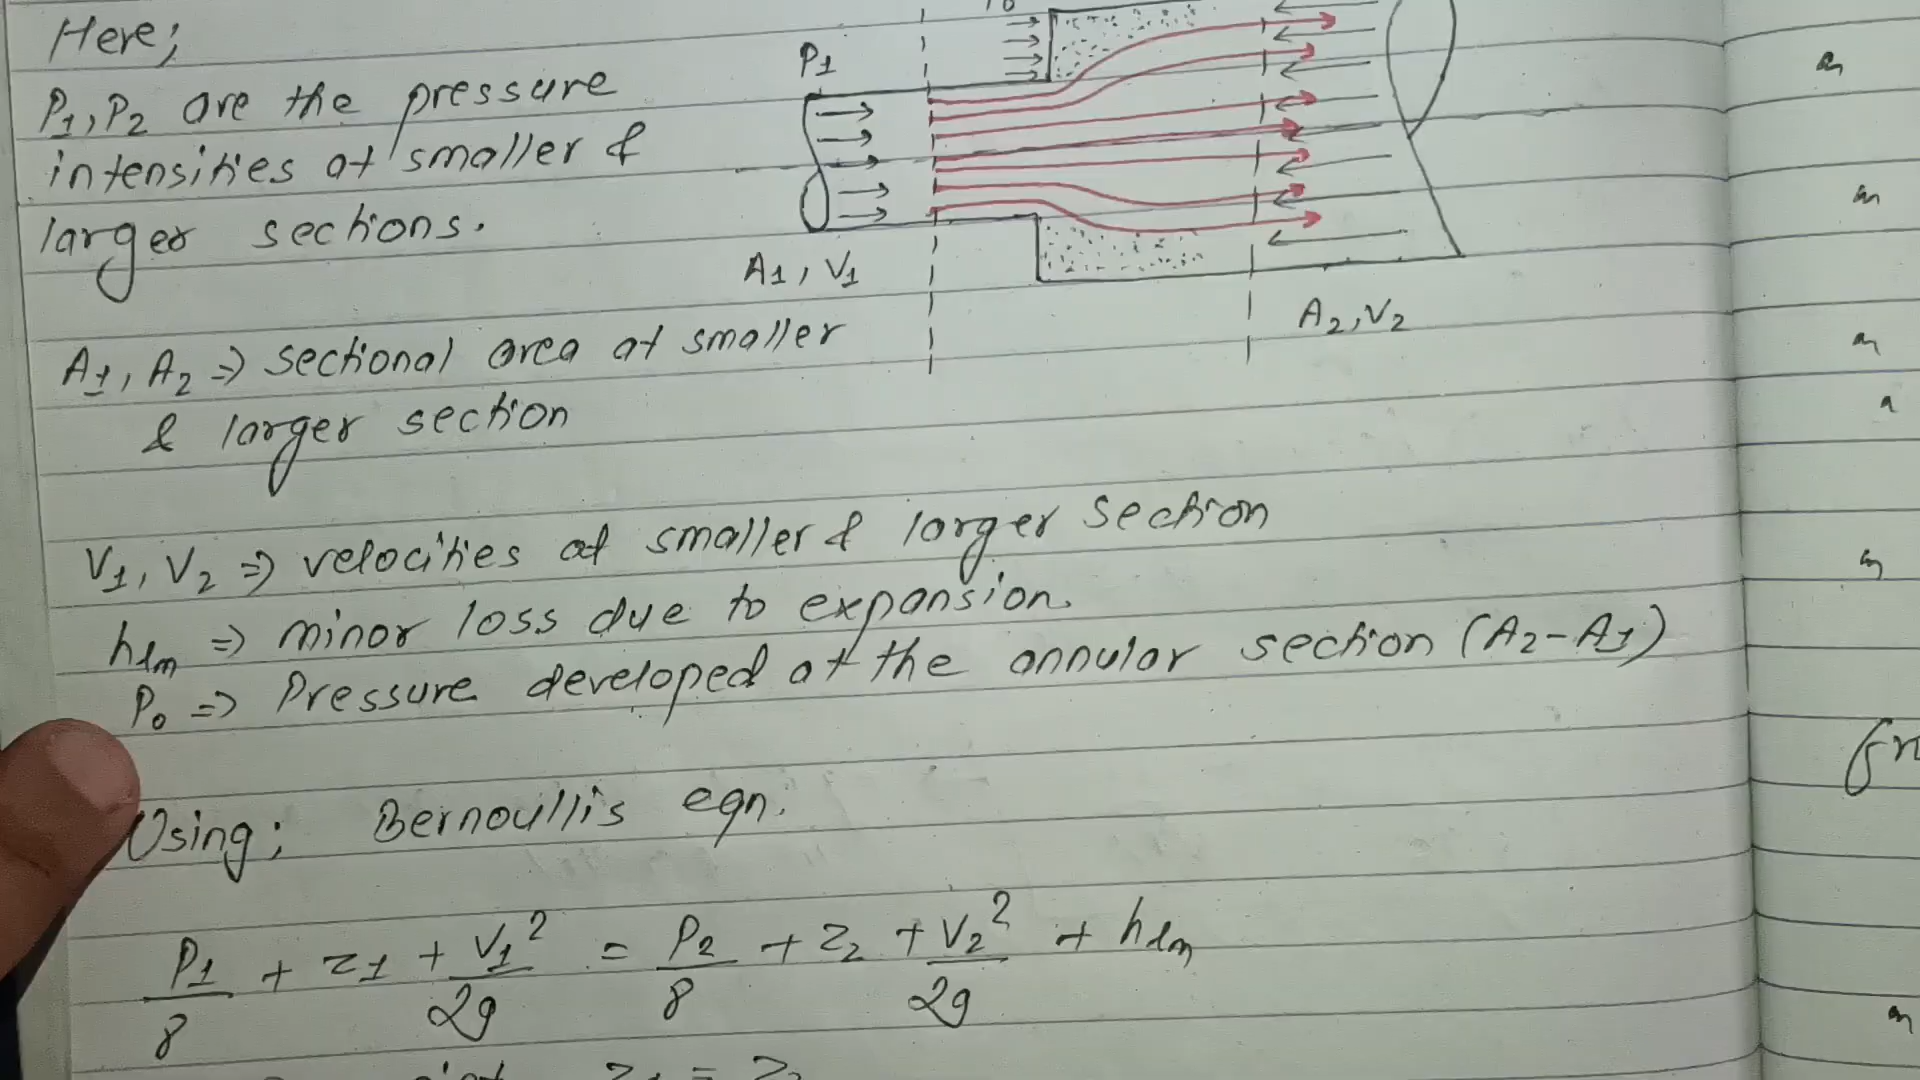 Here;
P1, P2 are the pressure
intensities at smaller &
larger sections.
P1
A1, V1
A2, V2
A1, A2 => sectional area at smaller
& larger section
V1, V2 => velocities at smaller & larger section
hlm => minor loss due to expansion.
P0 => Pressure developed at the annular section (A2-A1)
Using; Bernoullis eqn.
P1/γ + z1 + V1²/2g = P2/γ + z2 + V2²/2g + hlm
z1 = z2